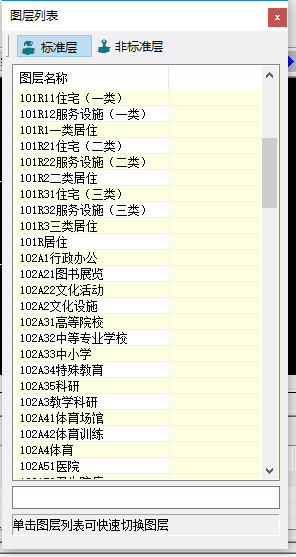 图层列表
x
标准层 非标准层
图层名称
101R11住宅（一类）
101R12服务设施（一类）
101R1一类居住
101R21住宅（二类）
101R22服务设施（二类）
101R2二类居住
101R31住宅（三类）
101R32服务设施（三类）
101R3三类居住
101R居住
102A1行政办公
102A21图书展览
102A22文化活动
102A2文化设施
102A31高等院校
102A32中等专业学校
102A33中小学
102A34特殊教育
102A35科研
102A3教学科研
102A41体育场馆
102A42体育训练
102A4体育
102A51医院
单击图层列表可快速切换图层